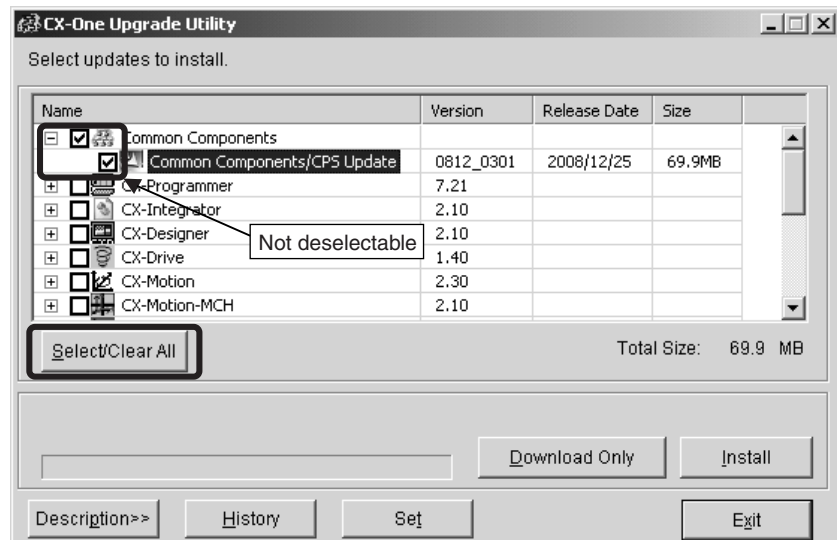 CX-One Upgrade Utility
Select updates to install.
Name Version Release Date Size
Common Components
Common Components/CPS Update 0812_0301 2008/12/25 69.9MB
CX-Programmer 7.21
CX-Integrator 2.10
CX-Designer 2.10
CX-Drive 1.40
CX-Motion 2.30
CX-Motion-MCH 2.10
Not deselectable
Select/Clear All Total Size: 69.9 MB
Download Only Install
Description>> History Set Exit